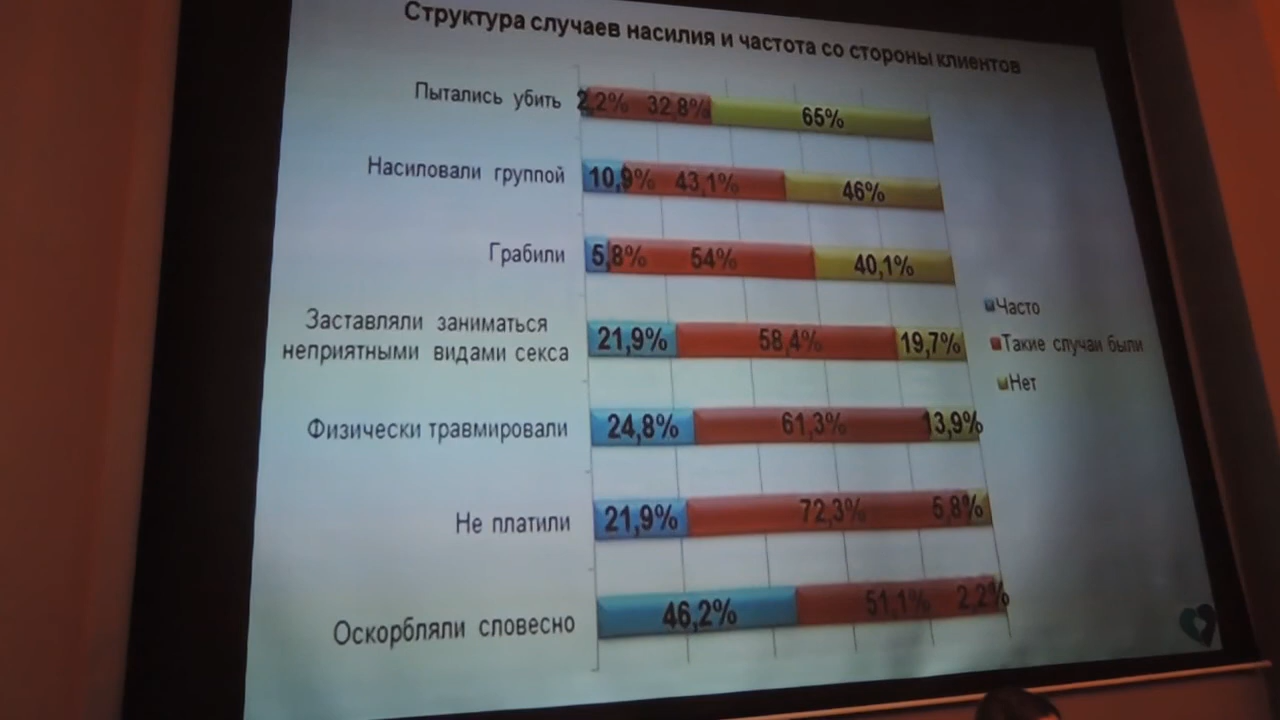 Структура случаев насилия и частота со стороны клиентов
Пытались убить 2,2% 32,8% 65%
Насиловали группой 10,9% 43,1% 46%
Грабили 5,8% 54% 40,1%
Заставляли заниматься
неприятными видами секса 21,9% 58,4% 19,7%
Физически травмировали 24,8% 61,3% 13,9%
Не платили 21,9% 72,3% 5,8%
Оскорбляли словесно 46,2% 51,1% 2,2%
Часто
Такие случаи были
Нет